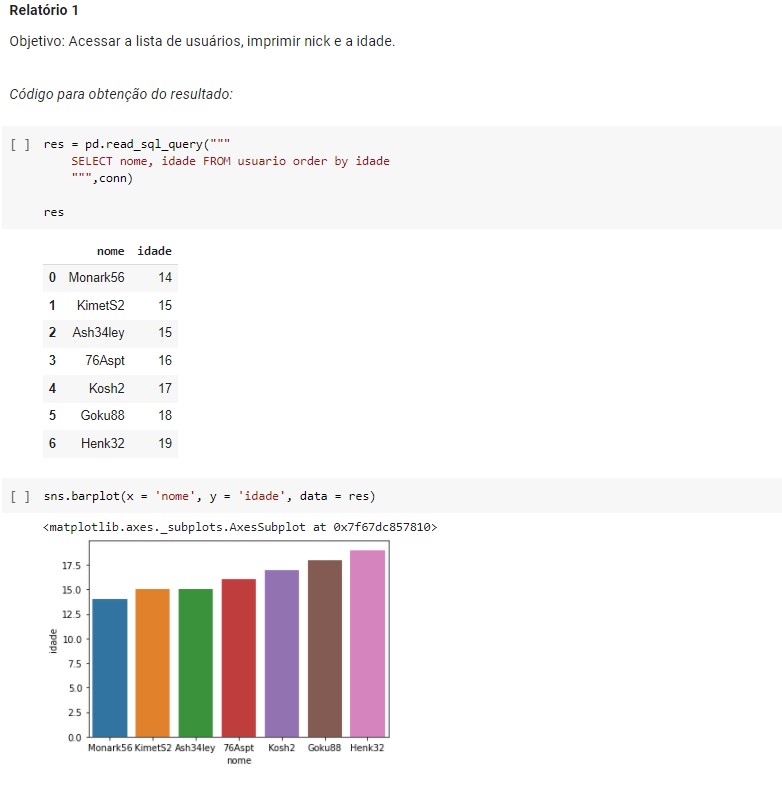 Relatório 1
Objetivo: Acessar a lista de usuários, imprimir nick e a idade.
Código para obtenção do resultado:
[ ] res = pd.read_sql_query("""
SELECT nome, idade FROM usuario order by idade
""",conn)
res
nome idade
0 Monark56 14
1 KimetS2 15
2 Ash34ley 15
3 76Aspt 16
4 Kosh2 17
5 Goku88 18
6 Henk32 19
[ ] sns.barplot(x = 'nome', y = 'idade', data = res)
<matplotlib.axes._subplots.AxesSubplot at 0x7f67dc857810>
17.5
15.0
12.5
10.0
7.5
5.0
2.5
0.0
idade
Monark56 KimetS2 Ash34ley 76Aspt Kosh2 Goku88 Henk32
nome